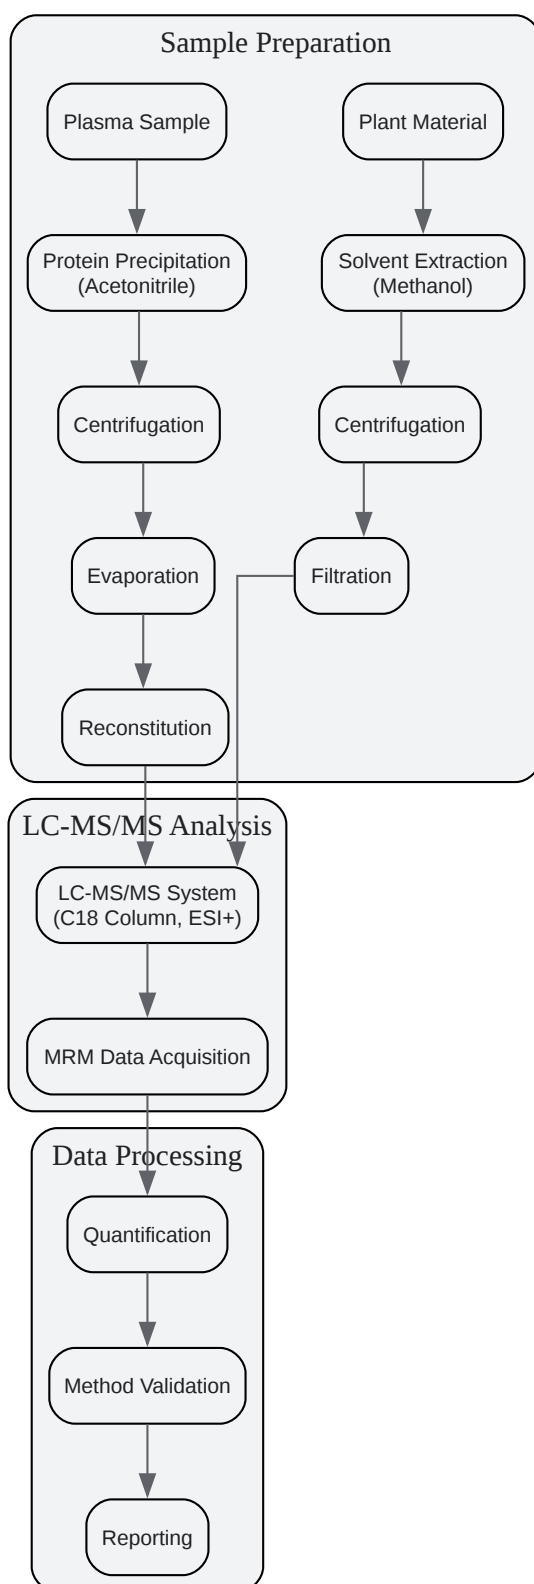 Sample Preparation
Plasma Sample
Plant Material
Protein Precipitation
(Acetonitrile)
Solvent Extraction
(Methanol)
Centrifugation
Centrifugation
Evaporation
Filtration
Reconstitution
LC-MS/MS Analysis
LC-MS/MS System
(C18 Column, ESI+)
MRM Data Acquisition
Data Processing
Quantification
Method Validation
Reporting